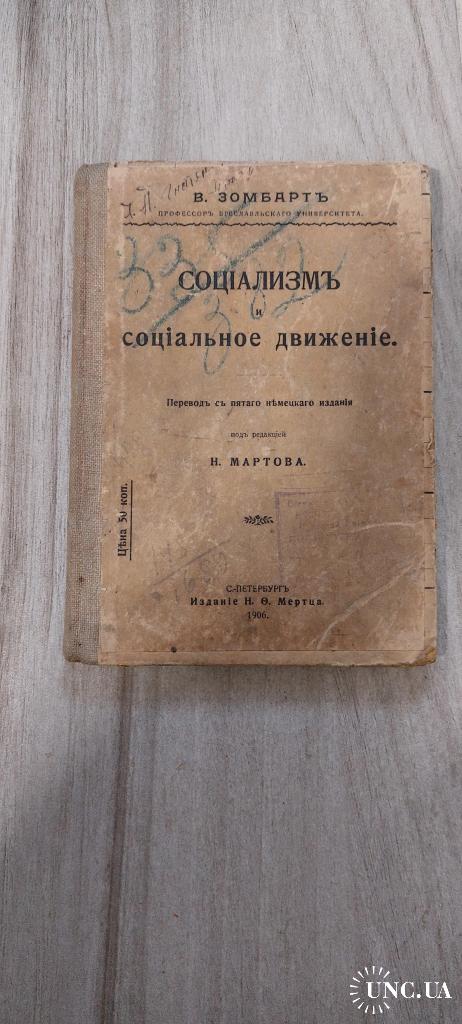 В. ЗОМБАРТЪ
ПРОФЕССОРЪ БРЕСЛАВЛЬСКАГО УНИВЕРСИТЕТА.
СОЦІАЛИЗМЪ
и
соціальное движеніе.
Переводъ съ пятаго нѣмецкаго изданія
подъ редакціей
Н. МАРТОВА.
Цѣна 50 коп.
С.-ПЕТЕРБУРГЪ
Изданіе Н. Ѳ. Мертца.
1906.
UNC.UA